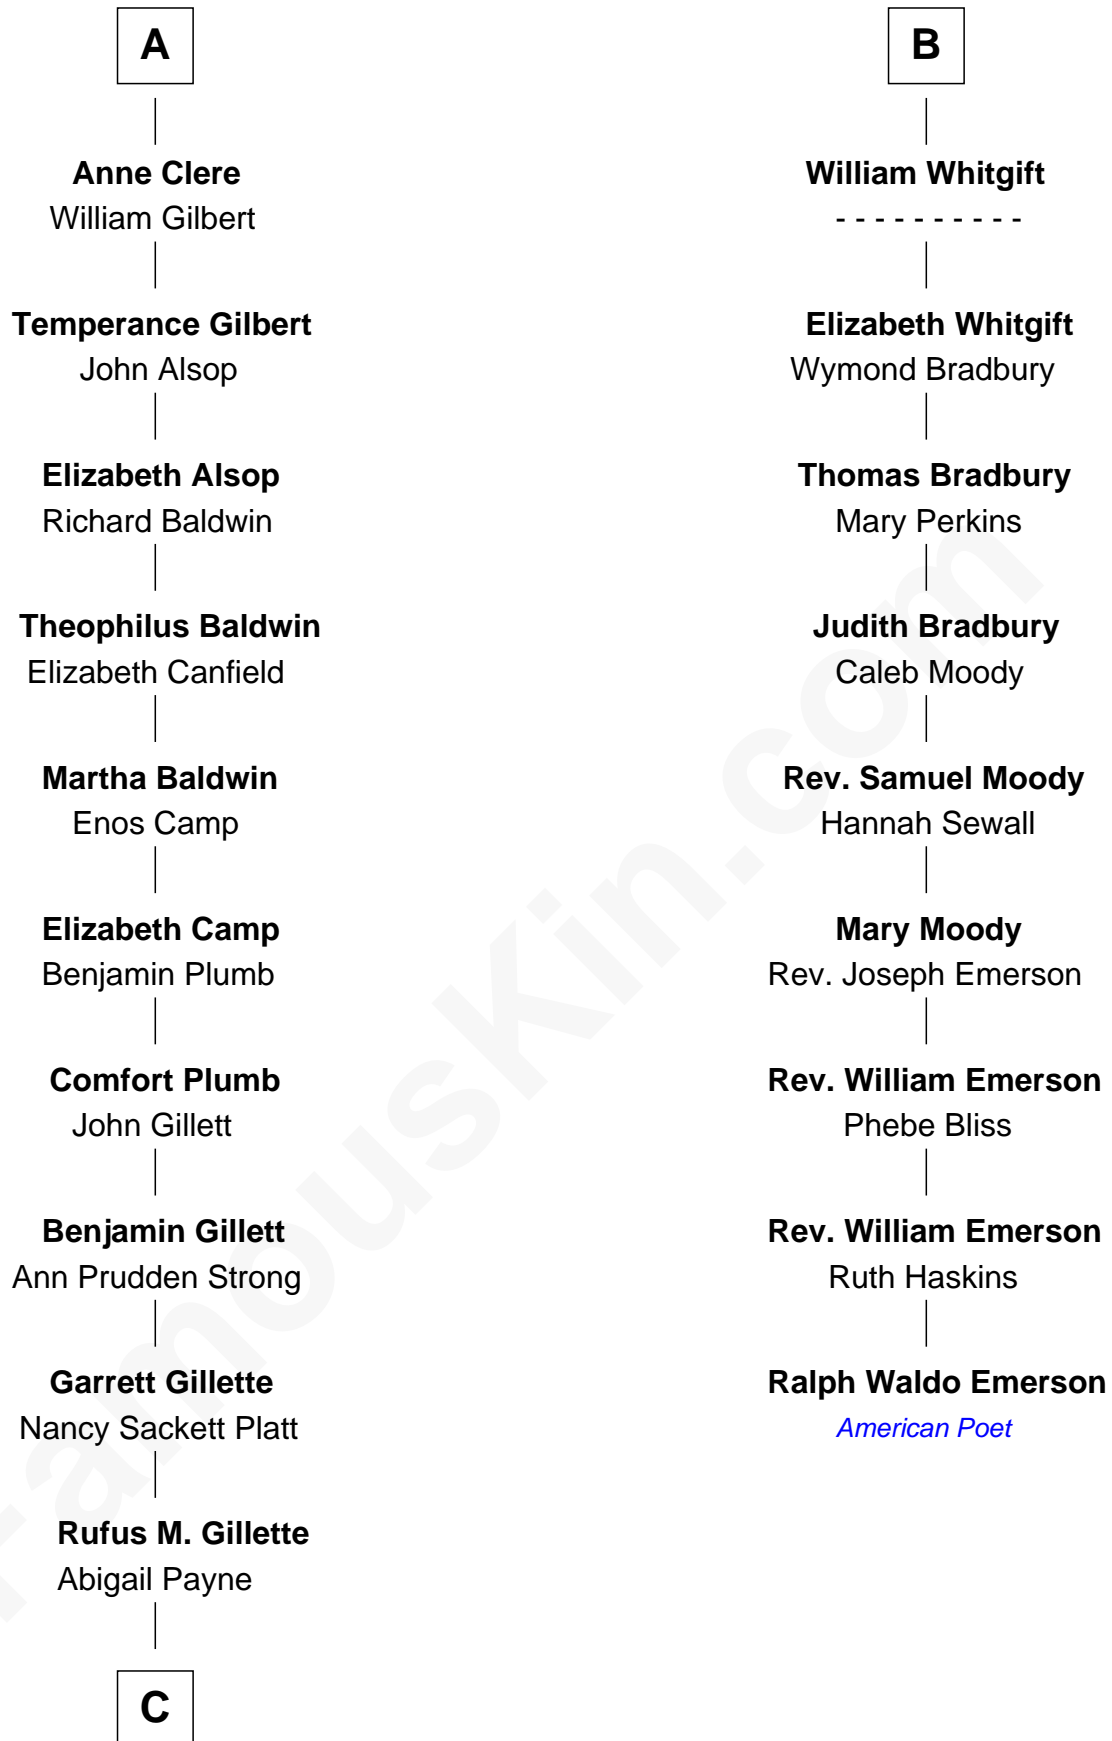 A
Anne Clere
William Gilbert
Temperance Gilbert
John Alsop
Elizabeth Alsop
Richard Baldwin
Theophilus Baldwin
Elizabeth Canfield
Martha Baldwin
Enos Camp
Elizabeth Camp
Benjamin Plumb
Comfort Plumb
John Gillett
Benjamin Gillett
Ann Prudden Strong
Garrett Gillette
Nancy Sackett Platt
Rufus M. Gillette
Abigail Payne
C
B
William Whitgift
- - - - - - - - - -
Elizabeth Whitgift
Wymond Bradbury
Thomas Bradbury
Mary Perkins
Judith Bradbury
Caleb Moody
Rev. Samuel Moody
Hannah Sewall
Mary Moody
Rev. Joseph Emerson
Rev. William Emerson
Phebe Bliss
Rev. William Emerson
Ruth Haskins
Ralph Waldo Emerson
American Poet
FamousKin.com